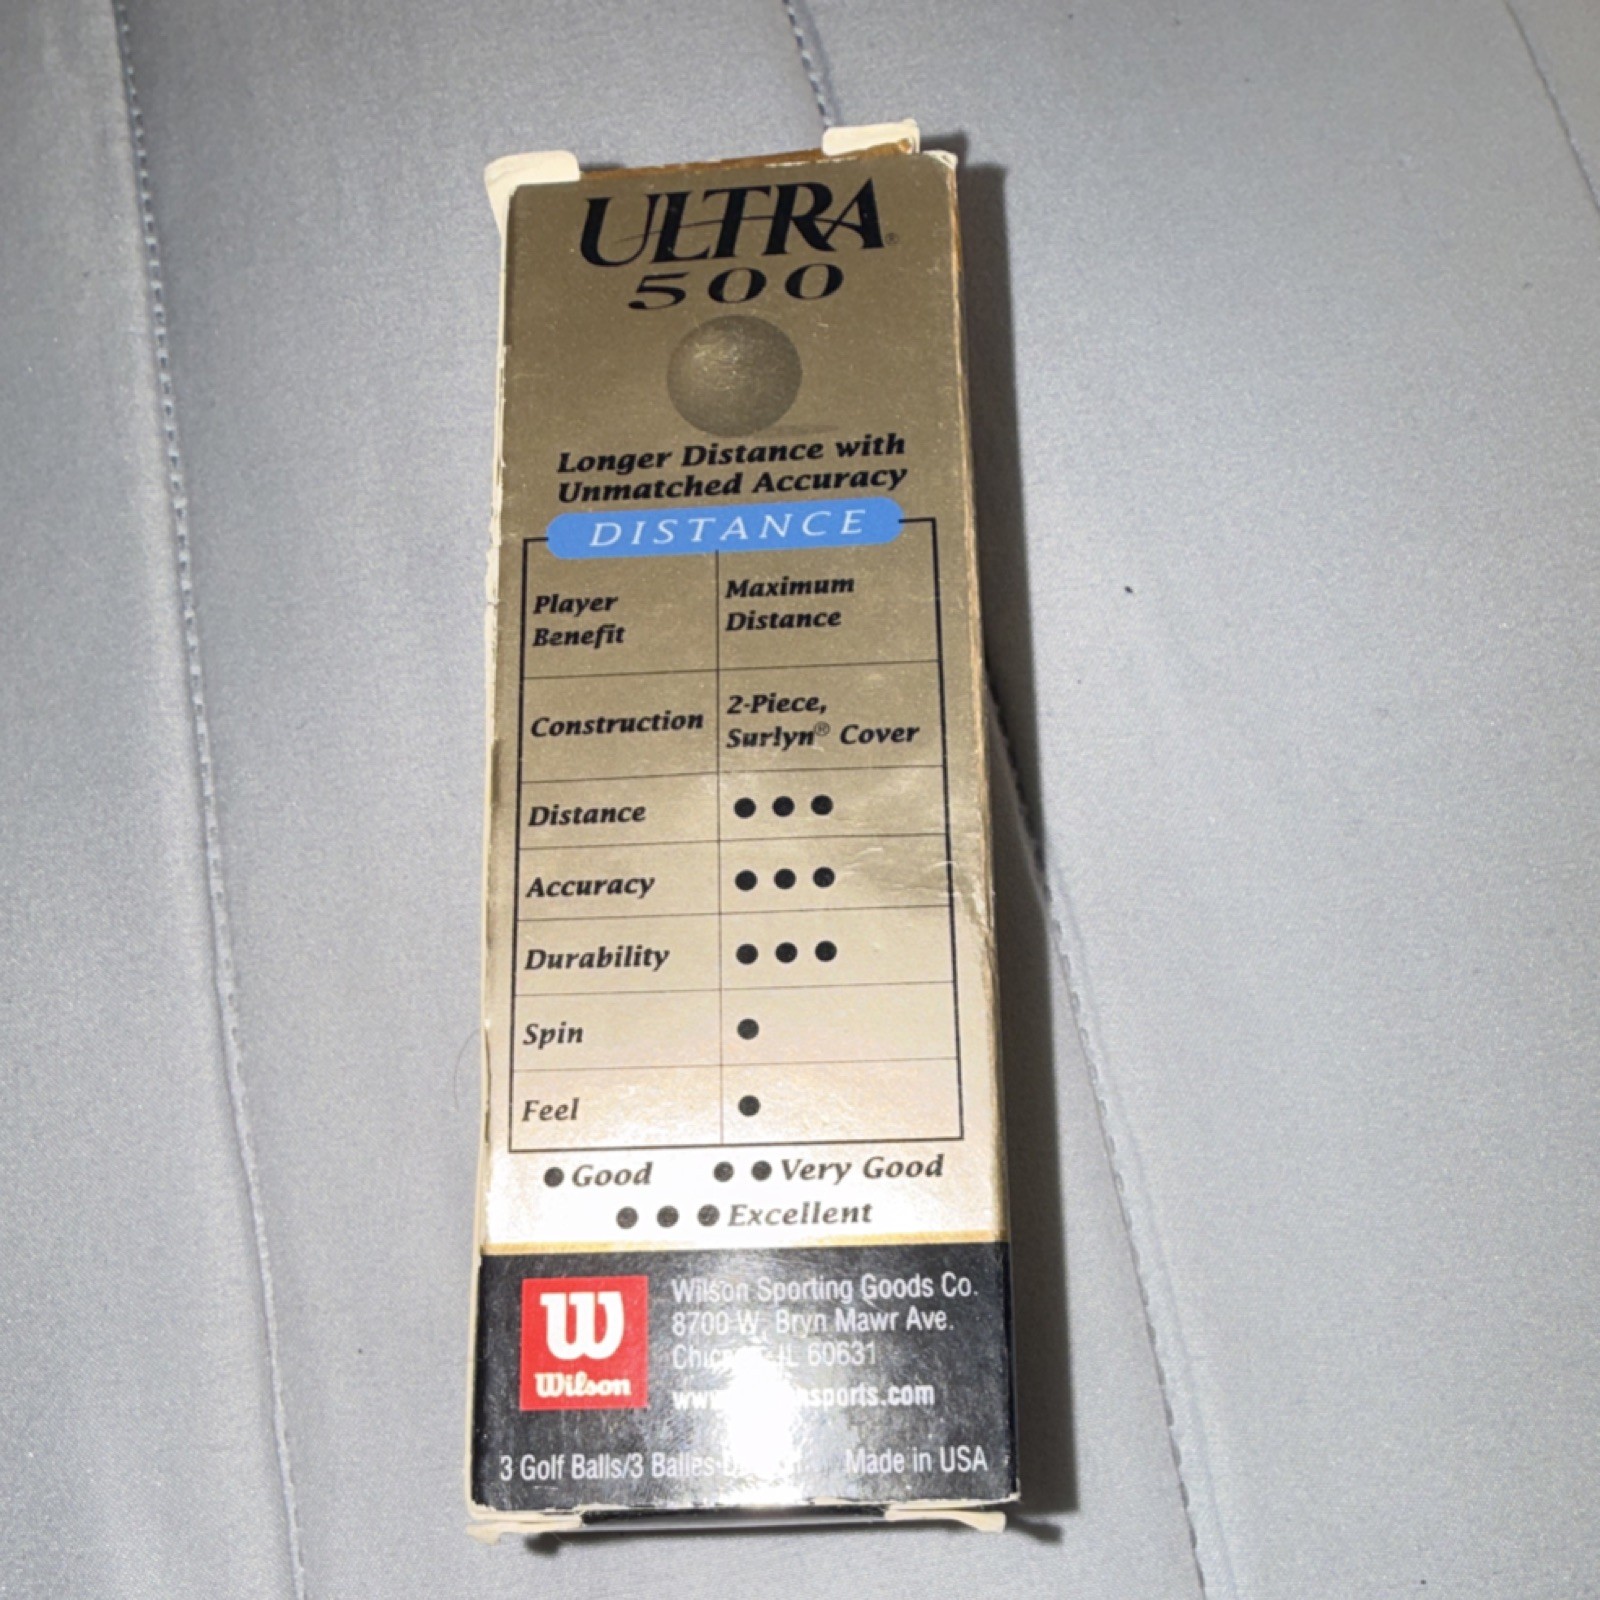 ULTRA®
500
Longer Distance with
Unmatched Accuracy
DISTANCE
Player Benefit
Maximum Distance
Construction
2-Piece, Surlyn® Cover
Distance ● ● ●
Accuracy ● ● ●
Durability ● ● ●
Spin ●
Feel ●
● Good ● ● Very Good
● ● ● Excellent
W
Wilson
Wilson Sporting Goods Co.
8700 W. Bryn Mawr Ave.
Chicago, IL 60631
3 Golf Balls/3 Balles
Made in USA